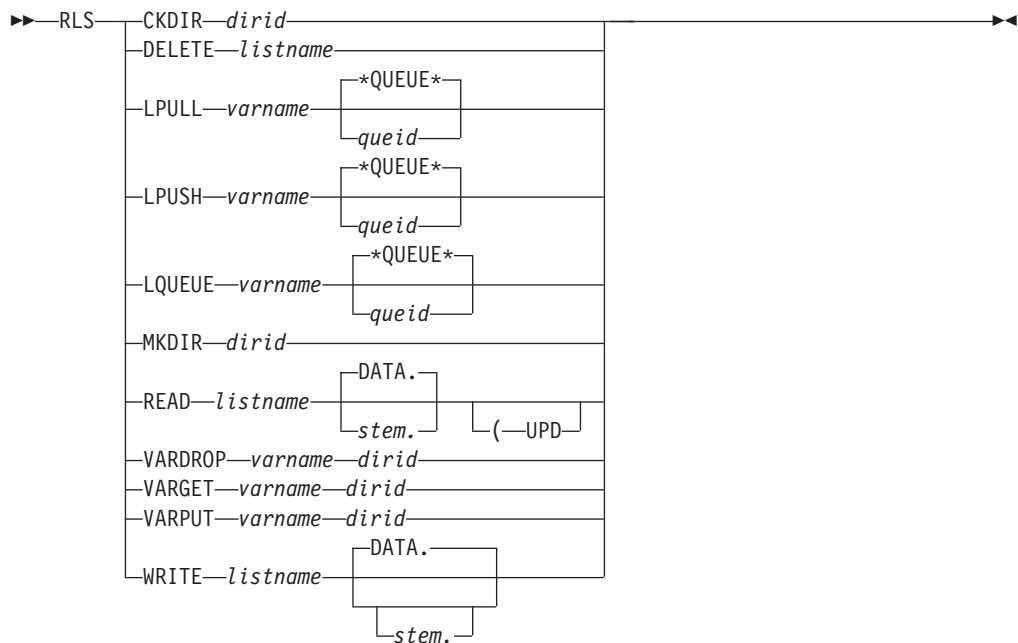 RLS CKDIR dirid
DELETE listname
*QUEUE*
LPULL varname
queid
*QUEUE*
LPUSH varname
queid
*QUEUE*
LQUEUE varname
queid
MKDIR dirid
DATA.
READ listname
stem. ( UPD
VARDROP varname dirid
VARGET varname dirid
VARPUT varname dirid
DATA.
WRITE listname
stem.